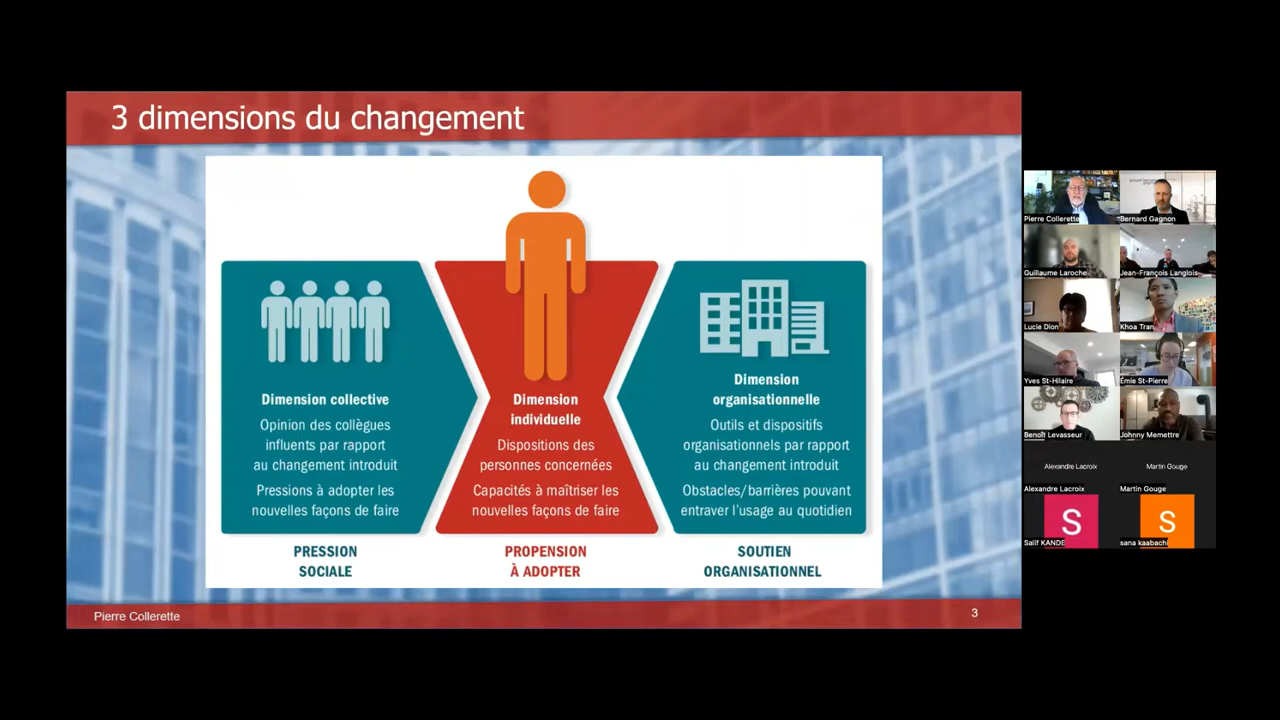 3 dimensions du changement
Dimension collective
Opinion des collègues
influents par rapport
au changement introduit
Pressions à adopter les
nouvelles façons de faire
PRESSION
SOCIALE
Dimension
individuelle
Dispositions des
personnes concernées
Capacités à maîtriser les
nouvelles façons de faire
PROPENSION
À ADOPTER
Dimension
organisationnelle
Outils et dispositifs
organisationnels par rapport
au changement introduit
Obstacles/barrières pouvant
entraver l'usage au quotidien
SOUTIEN
ORGANISATIONNEL
Pierre Collerette
3
Pierre Collerette
Bernard Gagnon
Guillaume Laroche
Jean-François Langlois
Lucie Dion
Khoa Tran
Yves St-Hilaire
Émie St-Pierre
Benoît Levasseur
Johnny Memettre
Alexandre Lacroix
Martin Gouge
Alexandre Lacroix
Martin Gouge
S
S
Salif KANDE
sana kaabachi